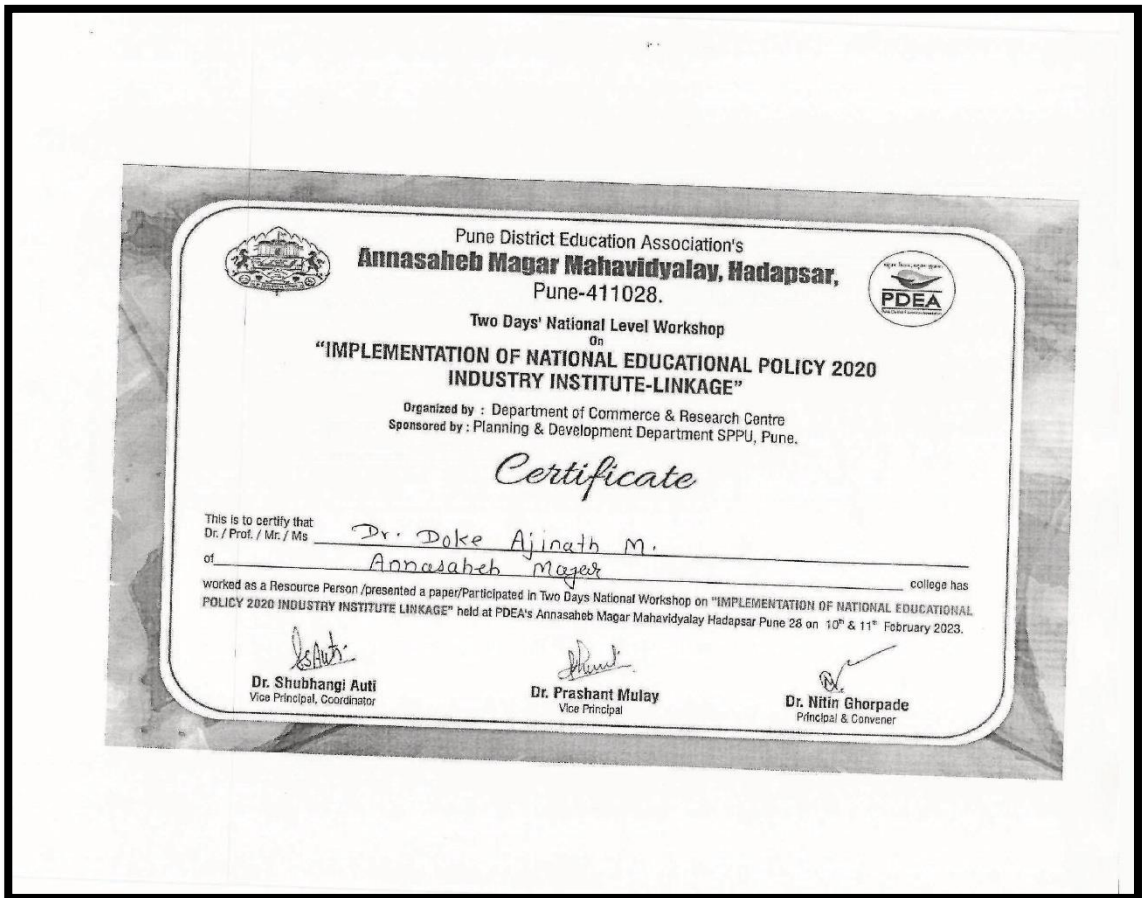 Pune District Education Association's
Annasaheb Magar Mahavidyalay, Hadapsar,
Pune-411028.
PDEA
Two Days' National Level Workshop
On
"IMPLEMENTATION OF NATIONAL EDUCATIONAL POLICY 2020
INDUSTRY INSTITUTE-LINKAGE"
Organized by : Department of Commerce & Research Centre
Sponsored by : Planning & Development Department SPPU, Pune.
Certificate
This is to certify that
Dr. / Prof. / Mr. / Ms Dr. Doke Ajinath M.
of Annasaheb Magar college has
worked as a Resource Person /presented a paper/Participated in Two Days National Workshop on "IMPLEMENTATION OF NATIONAL EDUCATIONAL
POLICY 2020 INDUSTRY INSTITUTE LINKAGE" held at PDEA's Annasaheb Magar Mahavidyalay Hadapsar Pune 28 on 10th & 11th February 2023.
Dr. Shubhangi Auti
Vice Principal, Coordinator
Dr. Prashant Mulay
Vice Principal
Dr. Nitin Ghorpade
Principal & Convener